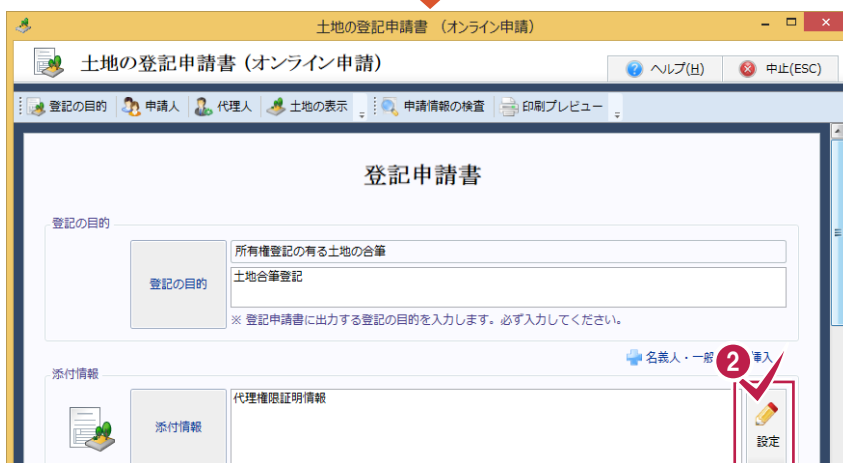 土地の登記申請書 （オンライン申請）
土地の登記申請書 (オンライン申請)
ヘルプ(H)
中止(ESC)
登記の目的
申請人
代理人
土地の表示
申請情報の検査
印刷プレビュー
登記申請書
登記の目的
登記の目的
所有権登記の有る土地の合筆
土地合筆登記
※ 登記申請書に出力する登記の目的を入力します。必ず入力してください。
名義人・一般 挿入
2
添付情報
添付情報
代理権限証明情報
設定